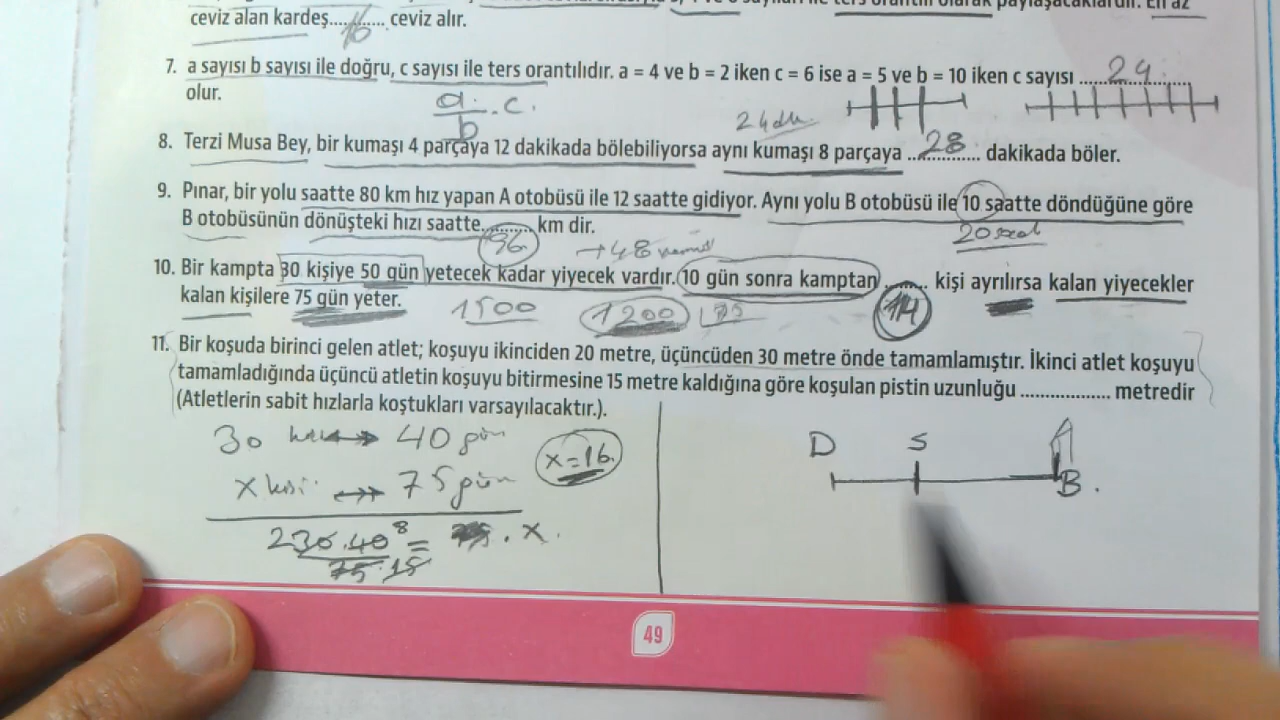 ceviz alan kardeş....16.... ceviz alır.
7. a sayısı b sayısı ile doğru, c sayısı ile ters orantılıdır. a = 4 ve b = 2 iken c = 6 ise a = 5 ve b = 10 iken c sayısı ......24......
olur.
a/b . c.
24dk.
8. Terzi Musa Bey, bir kumaşı 4 parçaya 12 dakikada bölebiliyorsa aynı kumaşı 8 parçaya ....28.... dakikada böler.
9. Pınar, bir yolu saatte 80 km hız yapan A otobüsü ile 12 saatte gidiyor. Aynı yolu B otobüsü ile 10 saatte döndüğüne göre
B otobüsünün dönüşteki hızı saatte........... km dir.
96.
20 saat
10. Bir kampta 30 kişiye 50 gün yetecek kadar yiyecek vardır. 10 gün sonra kamptan ......... kişi ayrılırsa kalan yiyecekler
kalan kişilere 75 gün yeter.
1500 1200 75 14
11. Bir koşuda birinci gelen atlet; koşuyu ikinciden 20 metre, üçüncüden 30 metre önde tamamlamıştır. İkinci atlet koşuyu
tamamladığında üçüncü atletin koşuyu bitirmesine 15 metre kaldığına göre koşulan pistin uzunluğu .................. metredir
(Atletlerin sabit hızlarla koştukları varsayılacaktır.).
30 40 gün x=16.
x kişi 75 gün
230.40 8 = 75 . x.
75.15
D S
B.
49